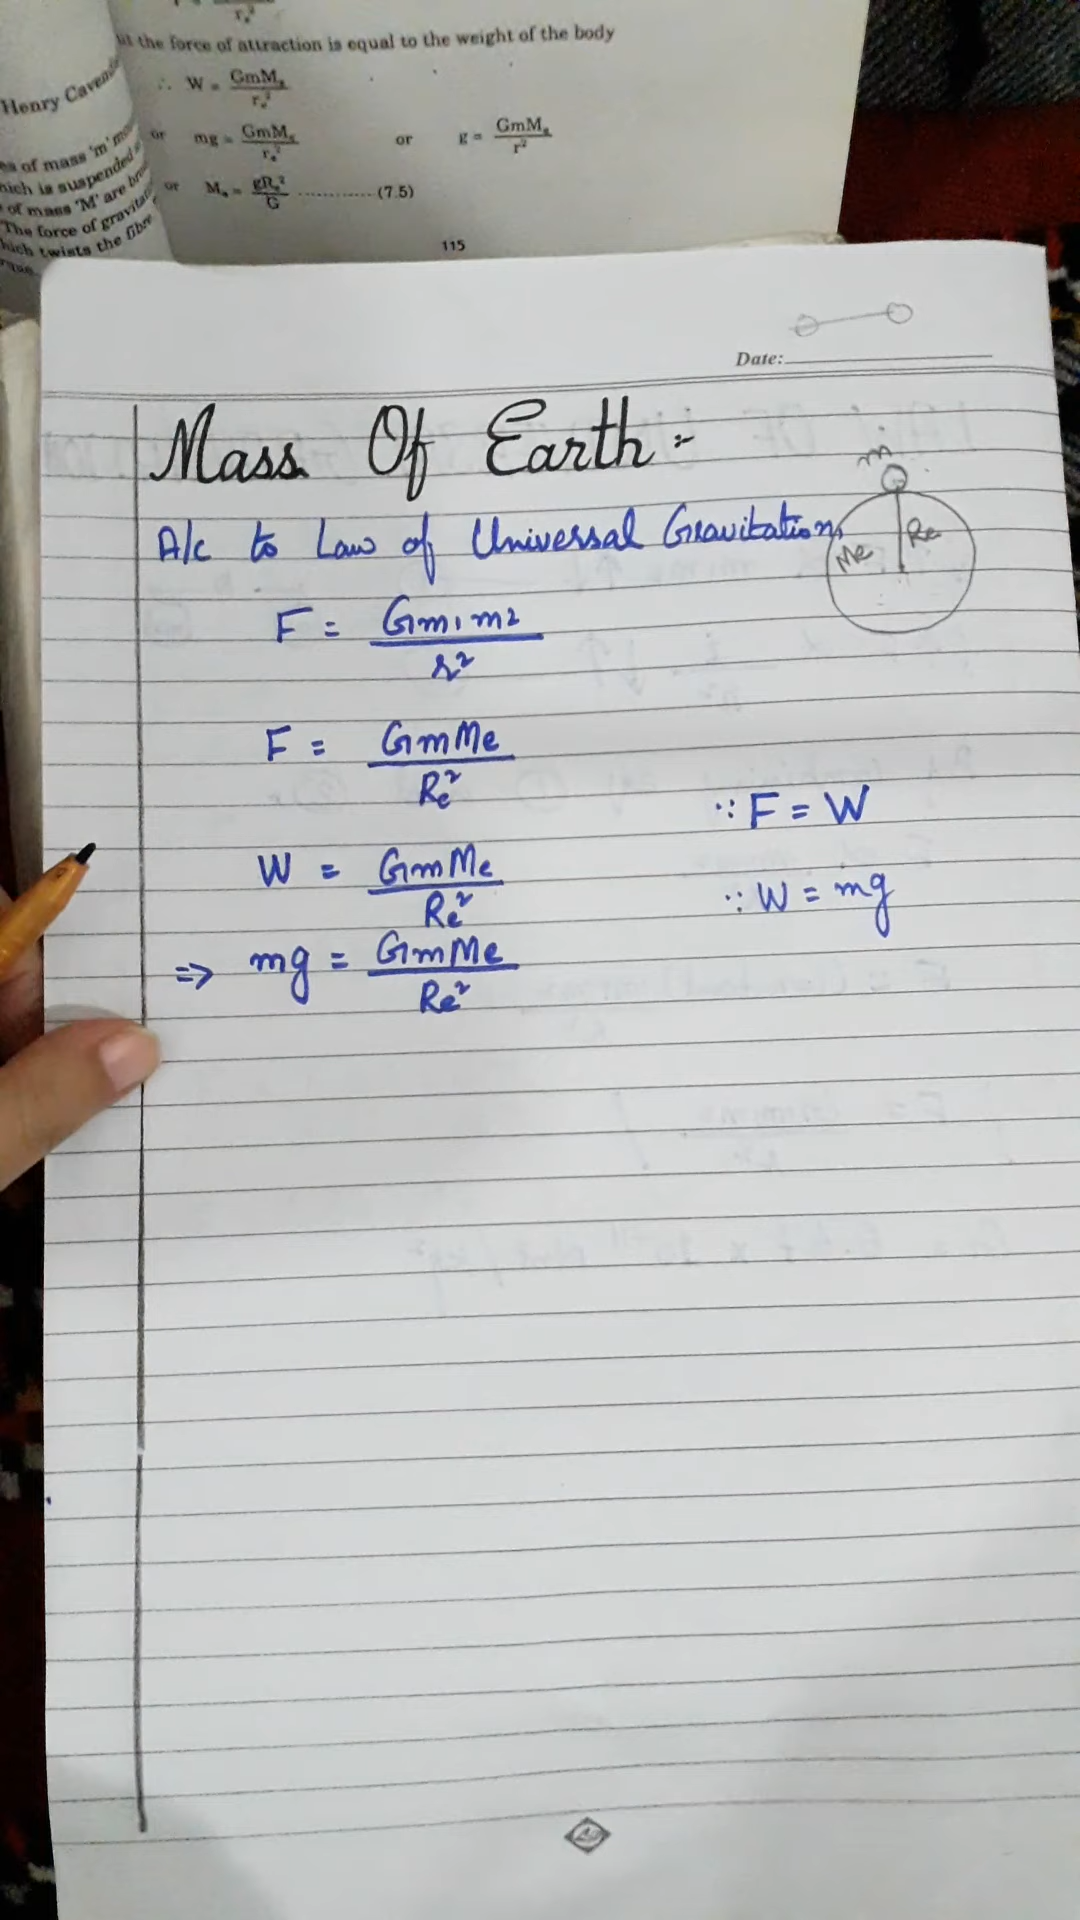 r²
the force of attraction is equal to the weight of the body
∴ W = GmMₑ / rₑ²
or mg = GmMₑ / rₑ² or g = GmMₑ / r²
or Mₑ = gRₑ² / G ............(7.5)
115
Henry
of mass 'm'
which is suspended
of mass 'M' are
The force of
which twists the fibre
Date:
Mass Of Earth :-
A/c to Law of Universal Gravitation,
m
Me Re
F = Gm₁m₂ / r²
F = GmMe / Re²
∵ F = W
W = GmMe / Re²
∵ W = mg
⇒ mg = GmMe / Re²